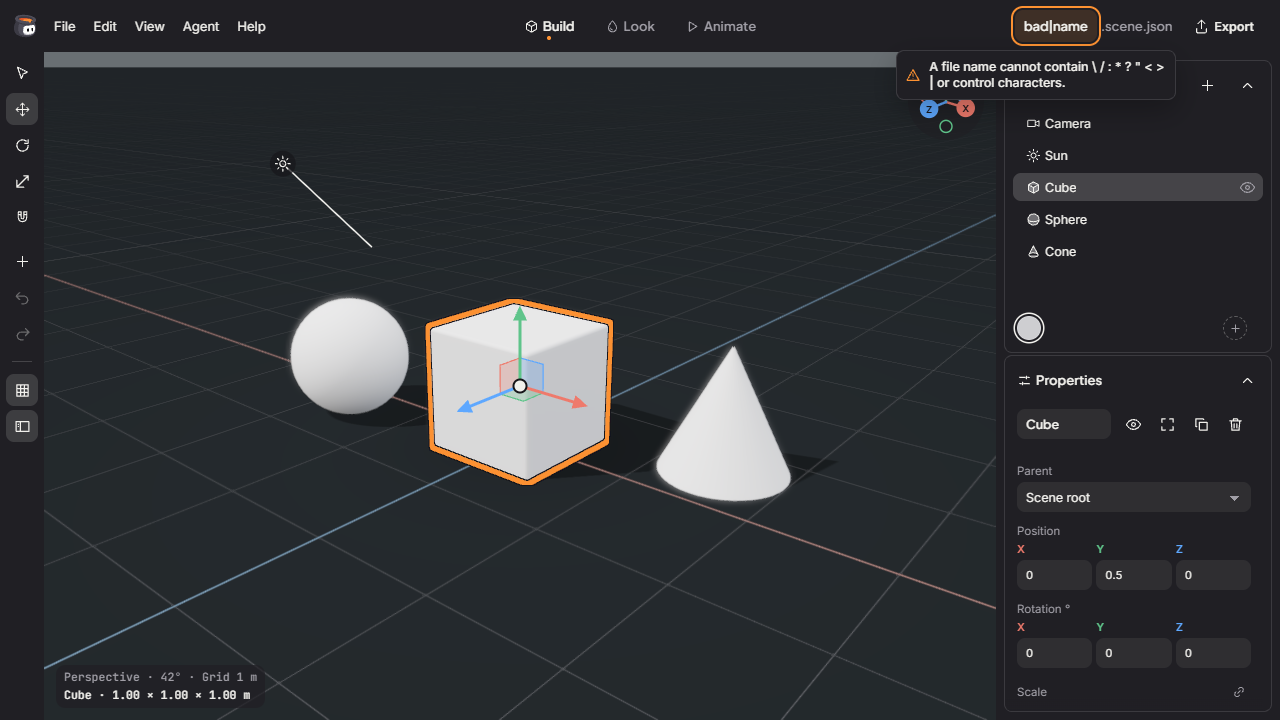 File Edit View Agent Help
Build Look Animate
bad|name .scene.json Export
A file name cannot contain \ / : * ? " < >
| or control characters.
Z X
Camera
Sun
Cube
Sphere
Cone
Properties
Cube
Parent
Scene root
Position
X Y Z
0 0.5 0
Rotation °
X Y Z
0 0 0
Scale
Perspective · 42° · Grid 1 m
Cube · 1.00 × 1.00 × 1.00 m